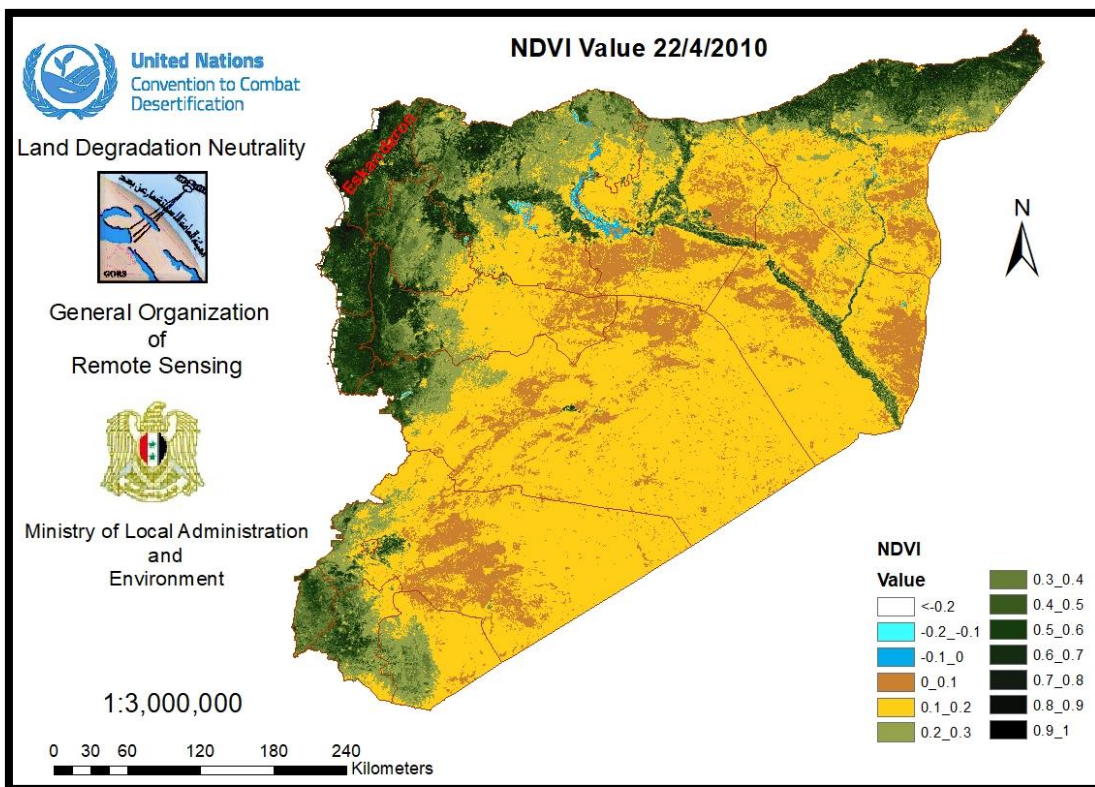 NDVI Value 22/4/2010
United Nations
Convention to Combat
Desertification
Land Degradation Neutrality
GORS
General Organization
of
Remote Sensing
Ministry of Local Administration
and
Environment
1:3,000,000
0 30 60 120 180 240
Kilometers
Eskandaron
N
NDVI
Value
<-0.2
-0.2_-0.1
-0.1_0
0_0.1
0.1_0.2
0.2_0.3
0.3_0.4
0.4_0.5
0.5_0.6
0.6_0.7
0.7_0.8
0.8_0.9
0.9_1